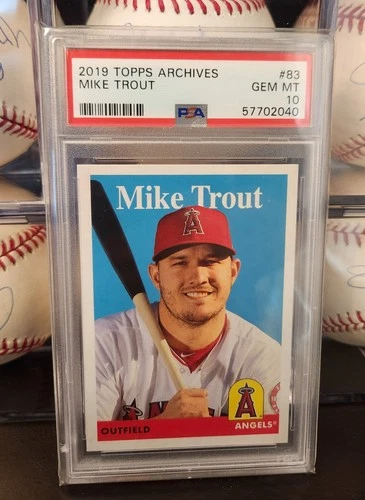 2019 TOPPS ARCHIVES #83
MIKE TROUT GEM MT
10
PSA 57702040
Mike Trout
A
A
OUTFIELD ANGELS